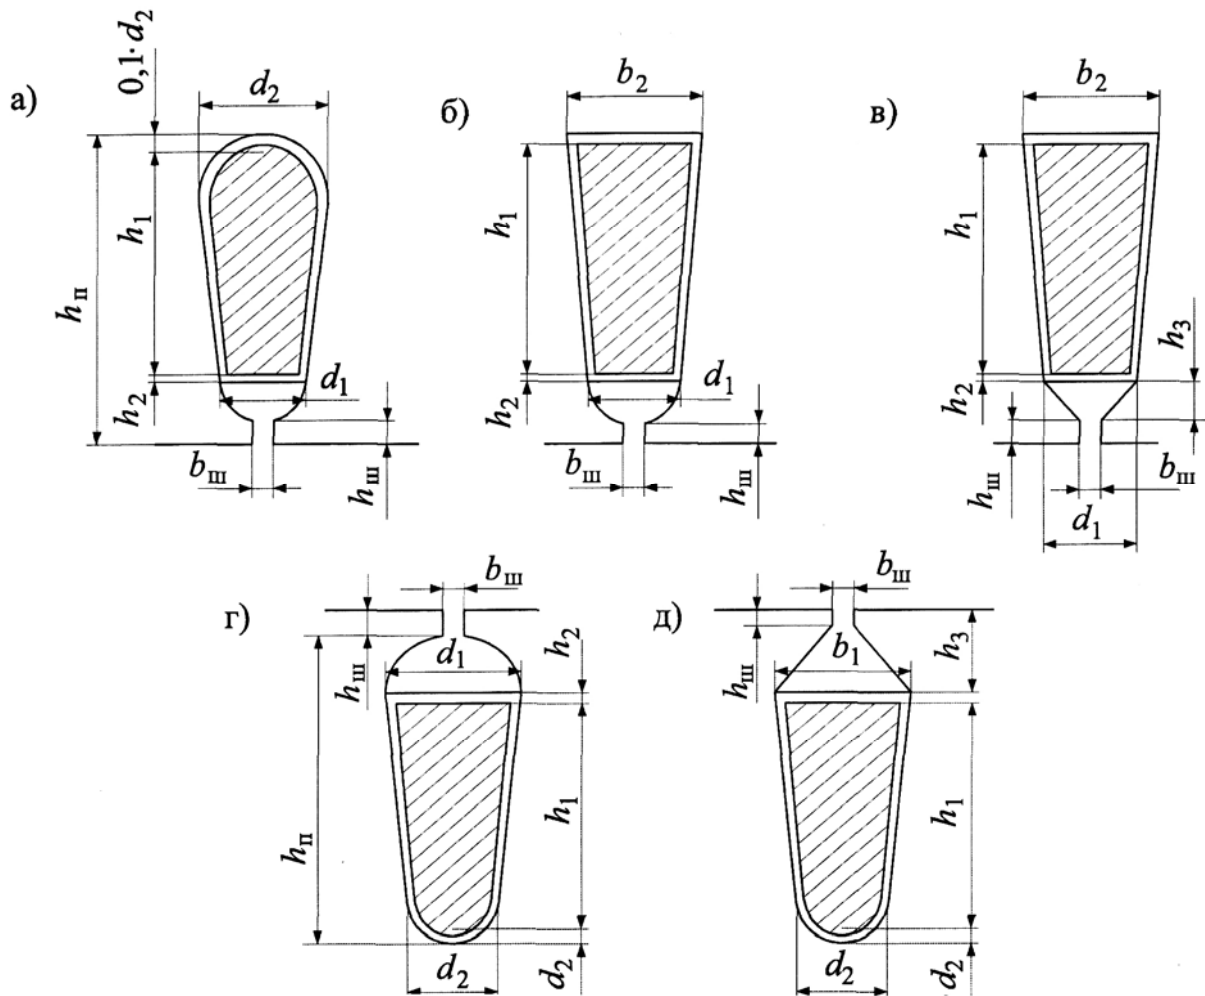 а)
0,1·d₂
d₂
hп
h₁
h₂
d₁
bш
hш
б)
b₂
h₁
h₂
d₁
bш
hш
в)
b₂
h₁
h₃
hш
bш
d₁
г)
bш
hш
d₁
h₂
hп
h₁
d₂
d₂
д)
bш
hш
b₁
h₃
h₁
d₂
d₂